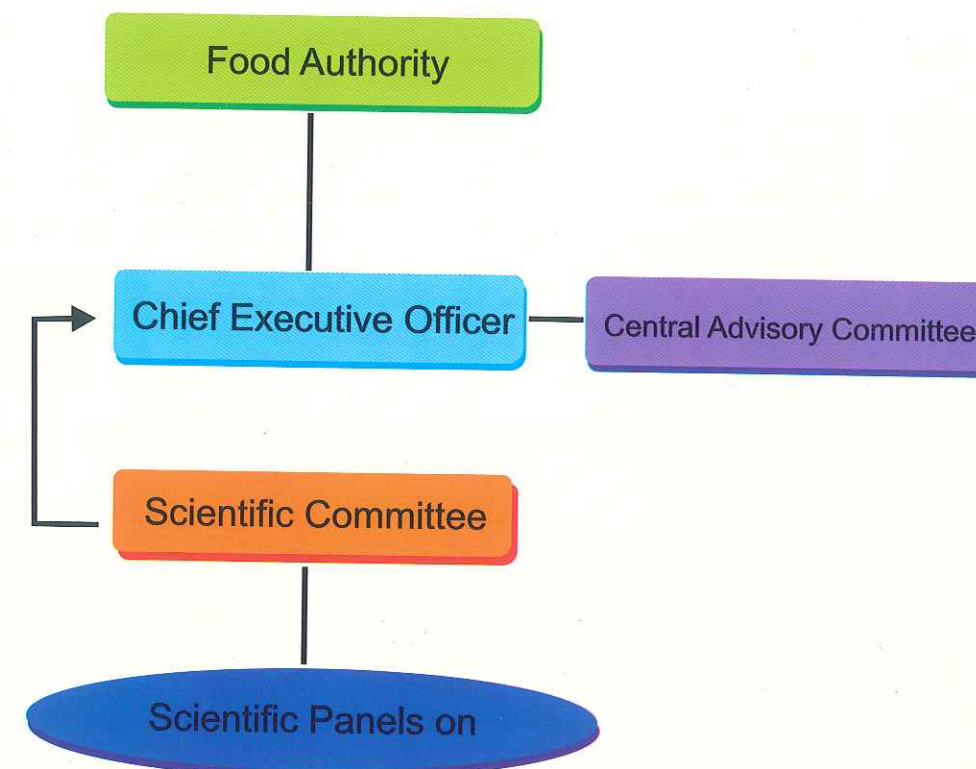 Food Authority
Chief Executive Officer
Central Advisory Committee
Scientific Committee
Scientific Panels on